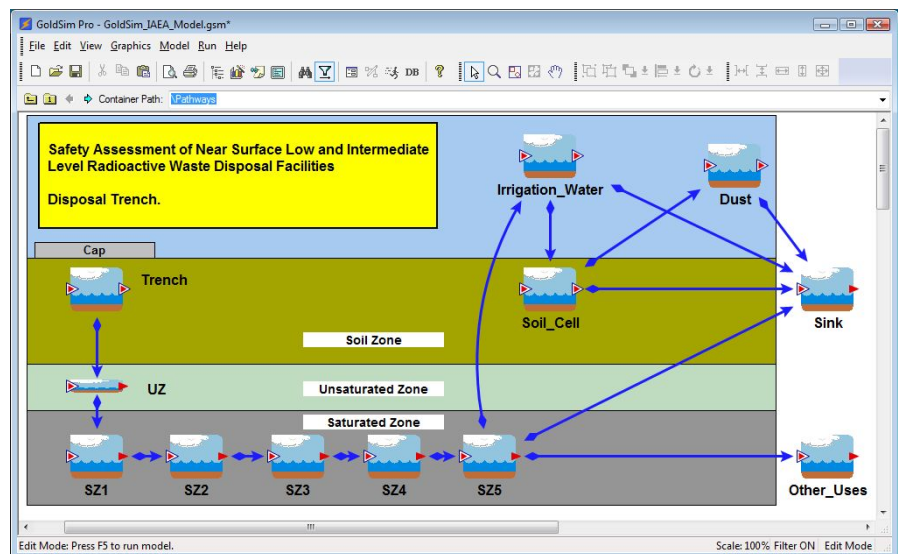 GoldSim Pro - GoldSim_IAEA_Model.gsm*
File Edit View Graphics Model Run Help
DB
Container Path: \Pathways
Safety Assessment of Near Surface Low and Intermediate
Level Radioactive Waste Disposal Facilities
Disposal Trench.
Irrigation_Water
Dust
Cap
Trench
Soil_Cell
Sink
Soil Zone
UZ
Unsaturated Zone
Saturated Zone
SZ1 SZ2 SZ3 SZ4 SZ5 Other_Uses
Edit Mode: Press F5 to run model. Scale: 100% Filter ON Edit Mode